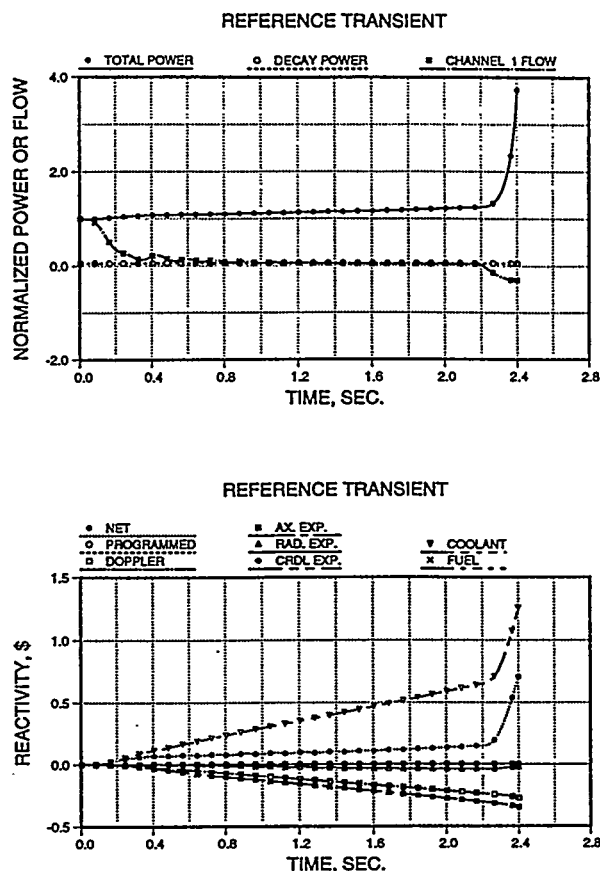 REFERENCE TRANSIENT
TOTAL POWER DECAY POWER CHANNEL 1 FLOW
NORMALIZED POWER OR FLOW
4.0
2.0
0.0
-2.0
0.0 0.4 0.8 1.2 1.6 2.0 2.4 2.8
TIME, SEC.
REFERENCE TRANSIENT
NET AX. EXP.
PROGRAMMED RAD. EXP. COOLANT
DOPPLER CRDL EXP. FUEL
REACTIVITY, $
1.5
1.0
0.5
0.0
-0.5
0.0 0.4 0.8 1.2 1.6 2.0 2.4 2.8
TIME, SEC.